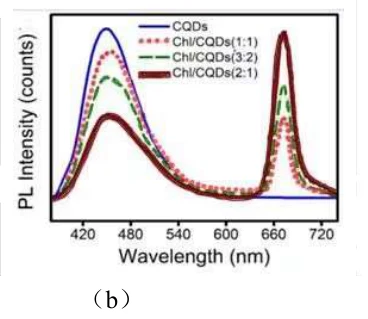 CQDs
Chl/CQDs(1:1)
Chl/CQDs(3:2)
Chl/CQDs(2:1)
PL Intensity (counts)
420 480 540 600 660 720
Wavelength (nm)
（b）